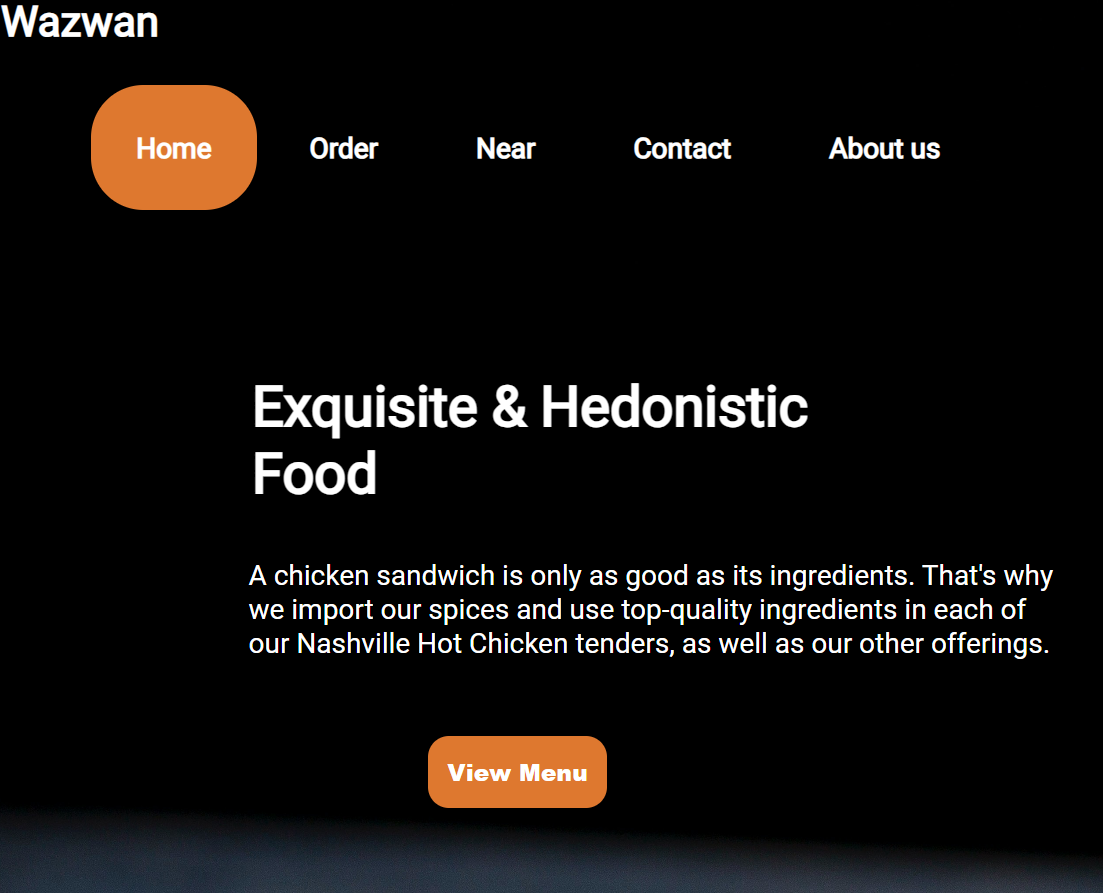 Wazwan
Home Order Near Contact About us
Exquisite & Hedonistic
Food
A chicken sandwich is only as good as its ingredients. That's why
we import our spices and use top-quality ingredients in each of
our Nashville Hot Chicken tenders, as well as our other offerings.
View Menu